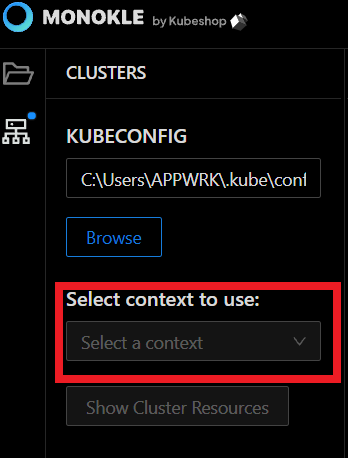 MONOKLE by Kubeshop
CLUSTERS
KUBECONFIG
C:\Users\APPWRK\.kube\conf
Browse
Select context to use:
Select a context
Show Cluster Resources